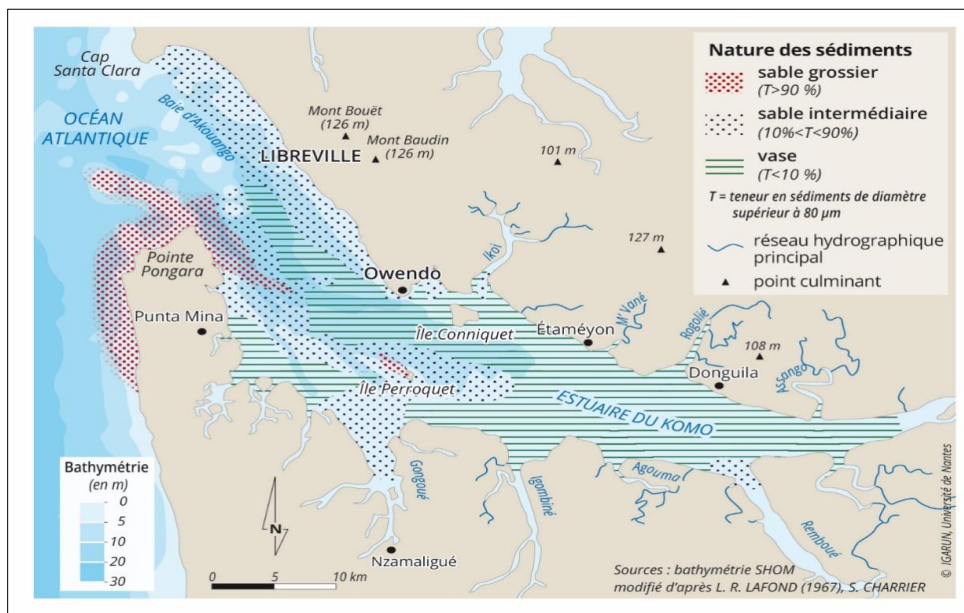 Cap
Santa Clara
OCÉAN
ATLANTIQUE
Baie d'Akouango
Mont Bouët
(126 m)
Mont Baudin
(126 m)
LIBREVILLE
101 m
127 m
Pointe
Pongara
Punta Mina
Owendo
Ikoi
Île Conniquet
Étaméyon
M'Vané
Rogolié
108 m
Donguila
Assango
Île Perroquet
ESTUAIRE DU KOMO
Gongoué
Igombiné
Agouma
Remboué
Nzamaligué
Nature des sédiments
sable grossier
(T>90 %)
sable intermédiaire
(10%<T<90%)
vase
(T<10 %)
T = teneur en sédiments de diamètre
supérieur à 80 µm
réseau hydrographique
principal
point culminant
Bathymétrie
(en m)
0
5
10
20
30
N
0 5 10 km
Sources : bathymétrie SHOM
modifié d'après L. R. LAFOND (1967), S. CHARRIER
© IGARUN, Université de Nantes